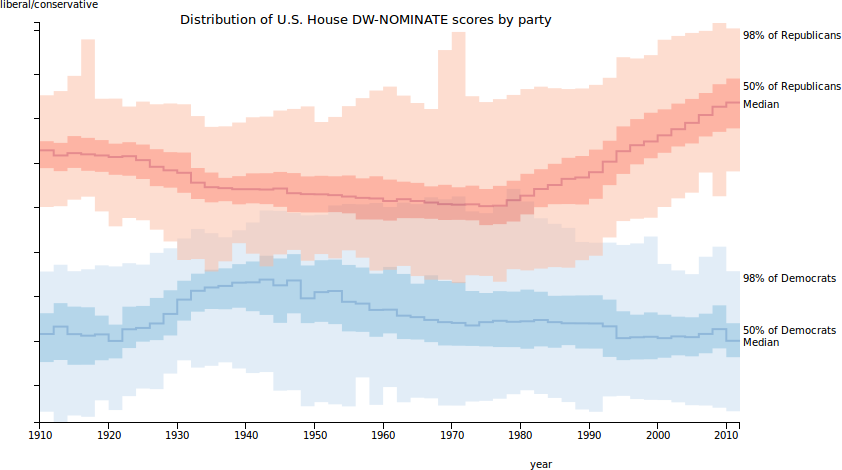 liberal/conservative
Distribution of U.S. House DW-NOMINATE scores by party
98% of Republicans
50% of Republicans
Median
98% of Democrats
50% of Democrats
Median
1910 1920 1930 1940 1950 1960 1970 1980 1990 2000 2010
year